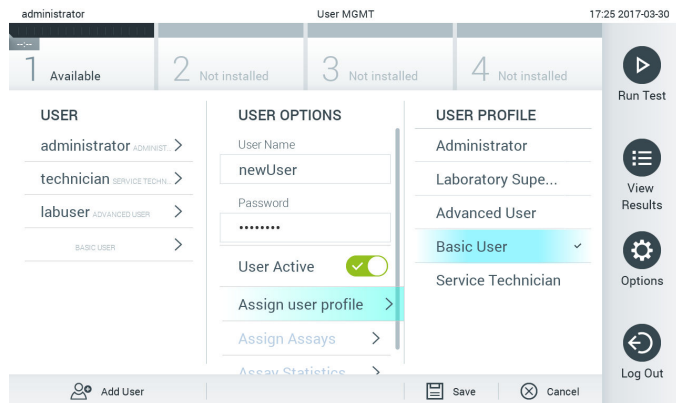 administrator
User MGMT
17:25 2017-03-30
--:--
1 Available
2 Not installed
3 Not installed
4 Not installed
Run Test
View
Results
Options
Log Out
USER
administrator ADMINIST...
technician SERVICE TECHN...
labuser ADVANCED USER
BASIC USER
USER OPTIONS
User Name
newUser
Password
••••••••
User Active
Assign user profile
Assign Assays
Assay Statistics
USER PROFILE
Administrator
Laboratory Supe...
Advanced User
Basic User
Service Technician
Add User
Save
Cancel